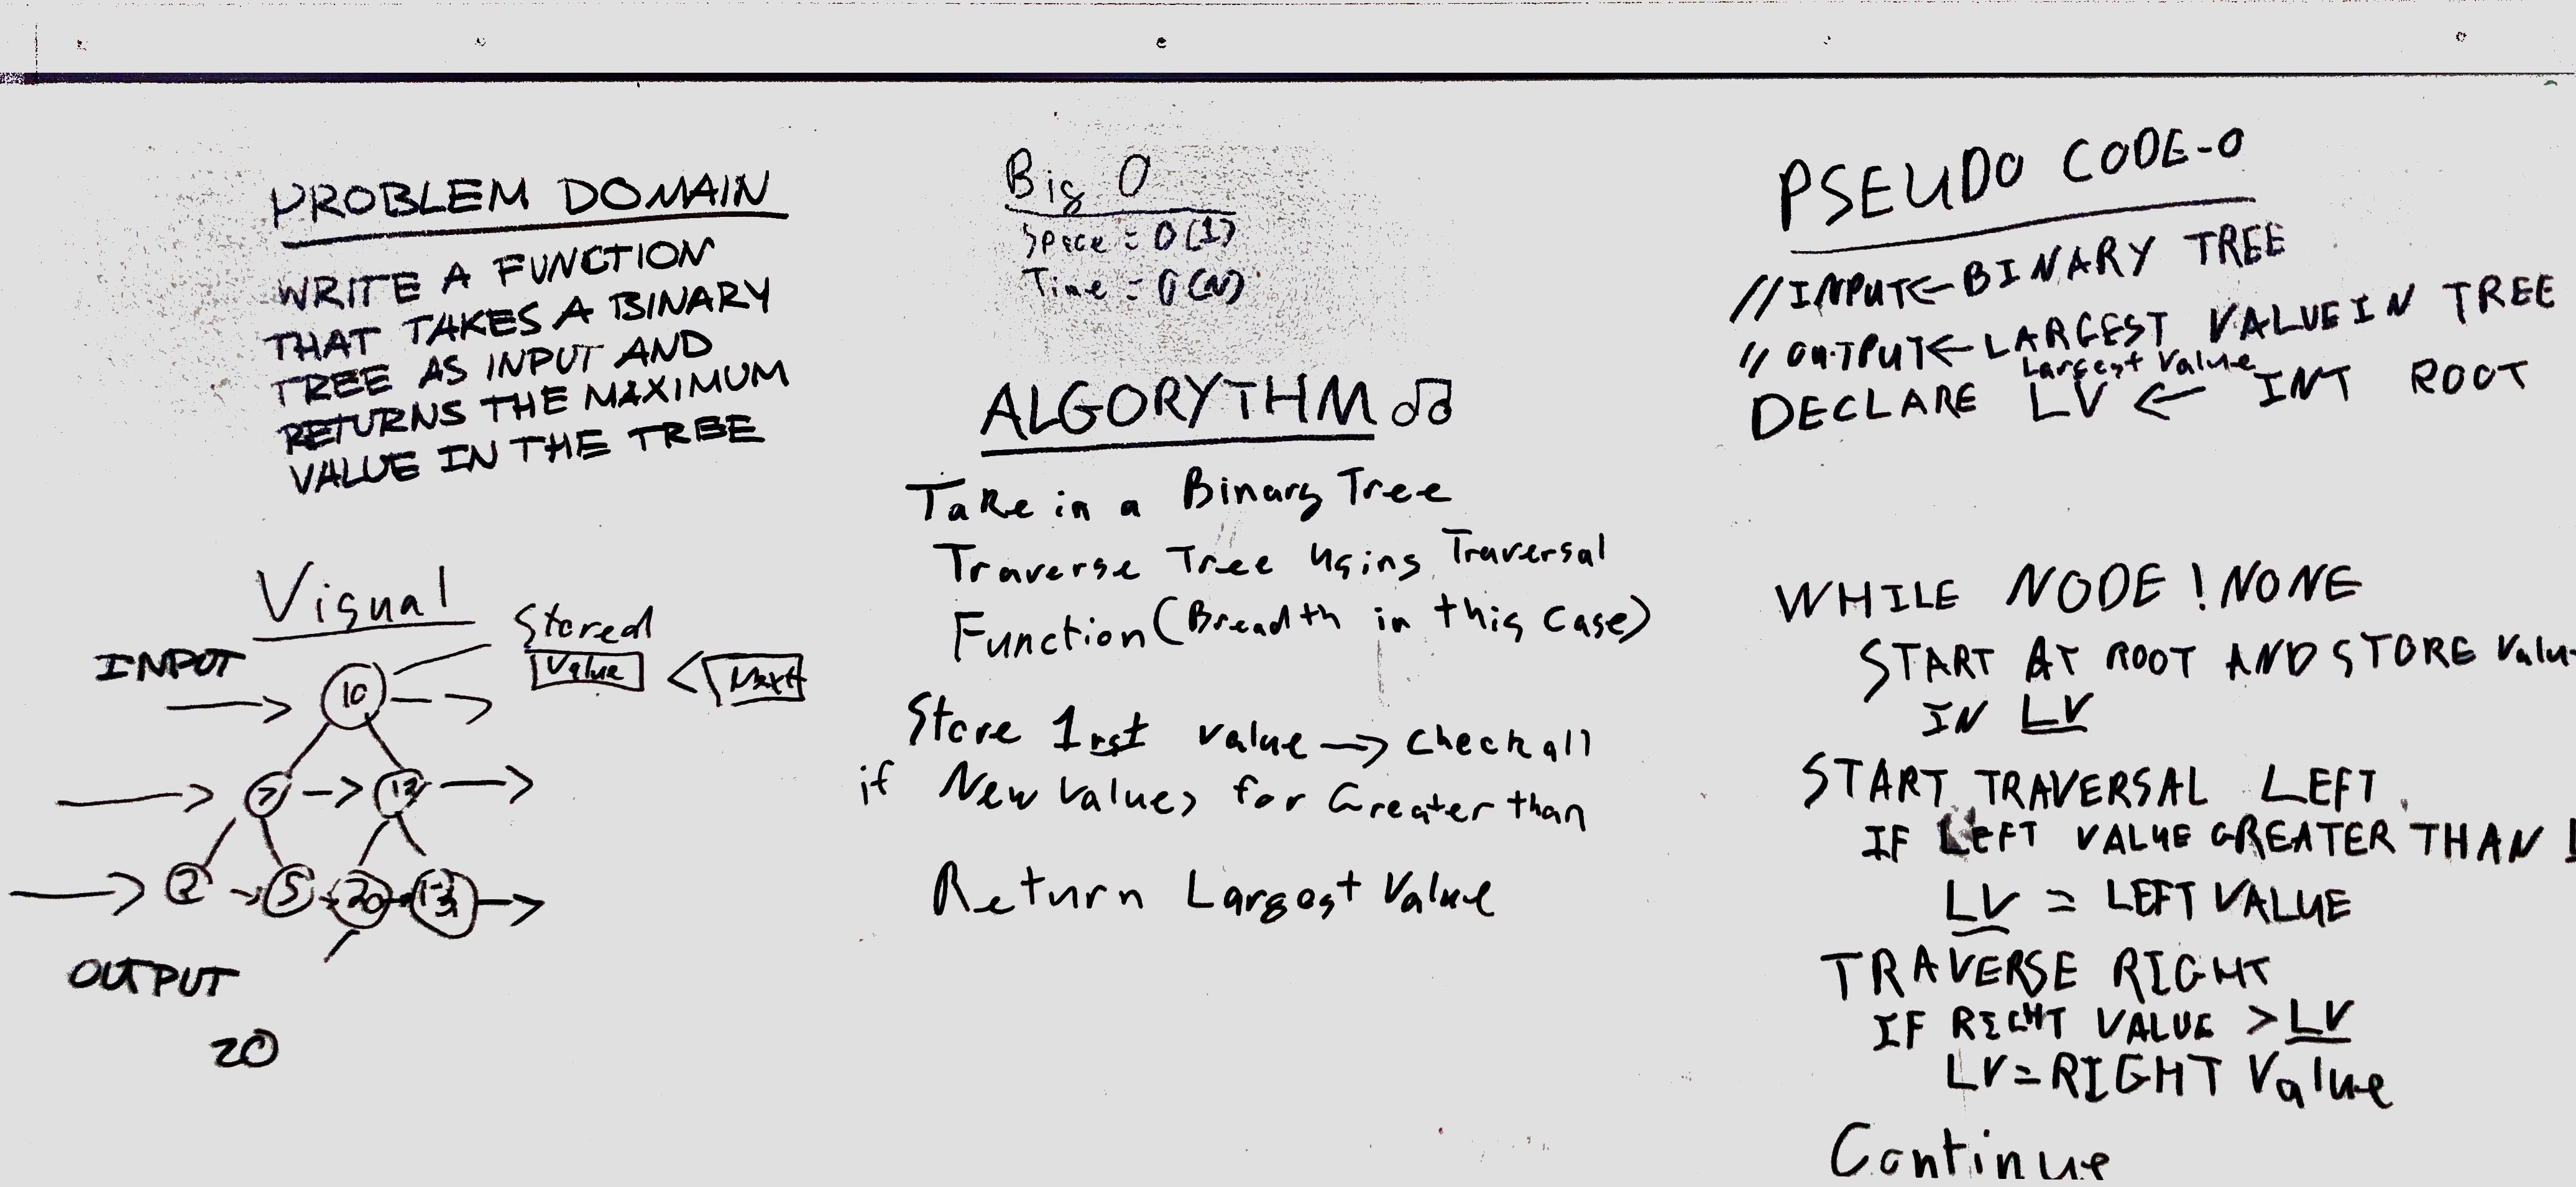 PROBLEM DOMAIN
WRITE A FUNCTION
THAT TAKES A BINARY
TREE AS INPUT AND
RETURNS THE MAXIMUM
VALUE IN THE TREE
Visual
INPUT
Stored
Value < Next
10
7 12
2 5 20 13
OUTPUT
20
Big O
Space = O(1)
Time = O(N)
ALGORYTHM
Take in a Binary Tree
Traverse Tree using Traversal
Function (Breadth in this case)
Store 1rst value → check all
if New values for Greater than
Return Largest Value
PSEUDO CODE-O
//INPUT ← BINARY TREE
// OUTPUT ← LARGEST VALUE IN TREE
Largest Value
DECLARE LV ← INT ROOT
WHILE NODE !NONE
START AT ROOT AND STORE Valu
IN LV
START TRAVERSAL LEFT
IF LEFT VALUE GREATER THAN
LV = LEFT VALUE
TRAVERSE RIGHT
IF RIGHT VALUE > LV
LV = RIGHT Value
Continue